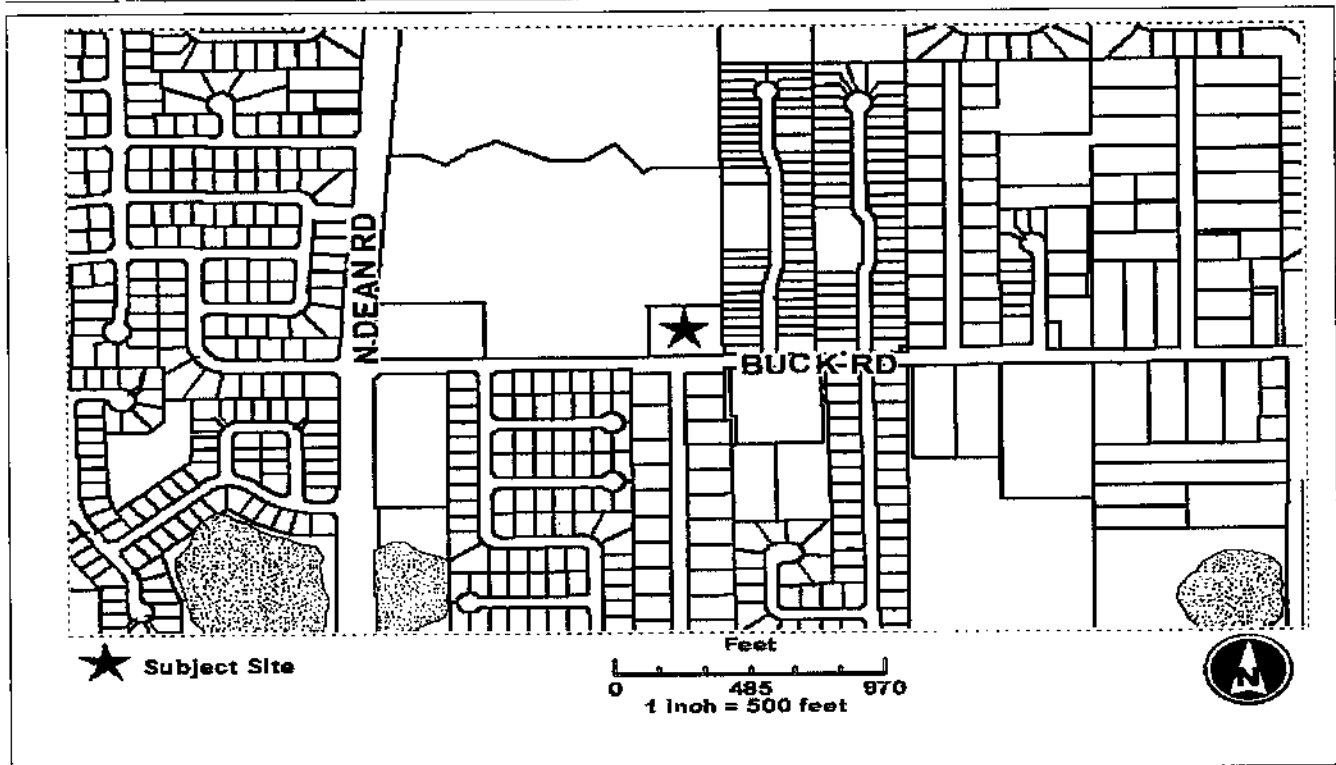 N DEAN RD
BUCK RD
Subject Site
Feet
0 485 970
1 inch = 500 feet
N